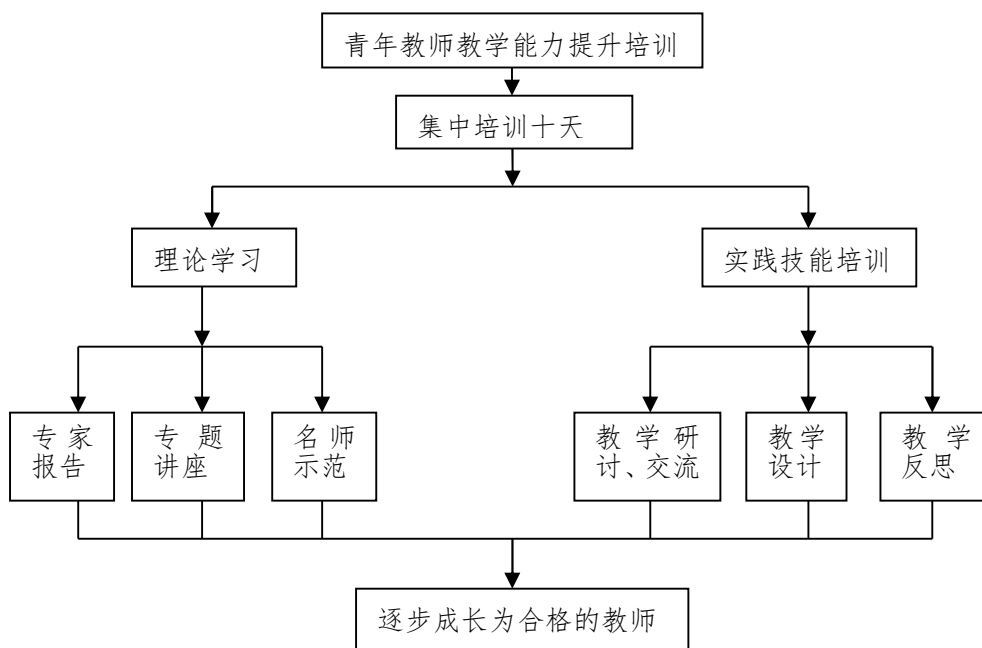 青年教师教学能力提升培训
集中培训十天
理论学习
实践技能培训
专家
报告
专题
讲座
名师
示范
教学研
讨、交流
教学
设计
教学
反思
逐步成长为合格的教师